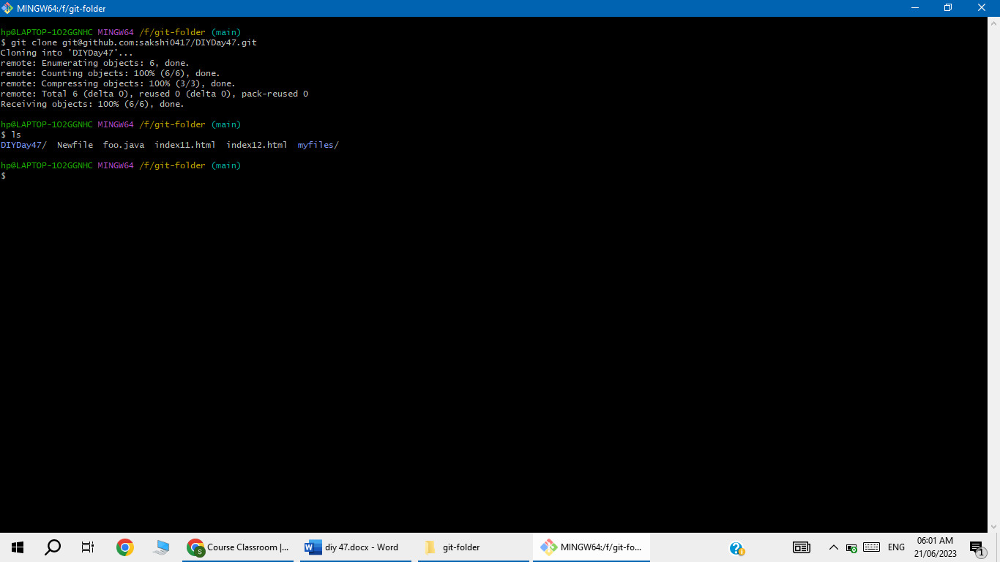 MINGW64:/f/git-folder
hp@LAPTOP-1O2GGNHC MINGW64 /f/git-folder (main)
$ git clone git@github.com:sakshi0417/DIYDay47.git
Cloning into 'DIYDay47'...
remote: Enumerating objects: 6, done.
remote: Counting objects: 100% (6/6), done.
remote: Compressing objects: 100% (3/3), done.
remote: Total 6 (delta 0), reused 0 (delta 0), pack-reused 0
Receiving objects: 100% (6/6), done.
hp@LAPTOP-1O2GGNHC MINGW64 /f/git-folder (main)
$ ls
DIYDay47/  Newfile  foo.java  index11.html  index12.html  myfiles/
hp@LAPTOP-1O2GGNHC MINGW64 /f/git-folder (main)
$
S Course Classroom |... diy 47.docx - Word git-folder MINGW64:/f/git-fo... ENG 06:01 AM
21/06/2023 1